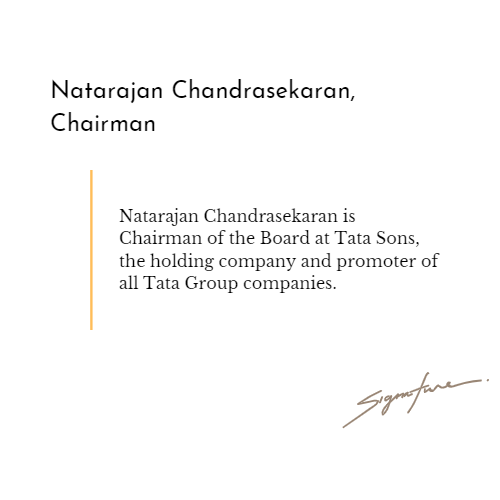 Natarajan Chandrasekaran,
Chairman
Natarajan Chandrasekaran is
Chairman of the Board at Tata Sons,
the holding company and promoter of
all Tata Group companies.
Signature